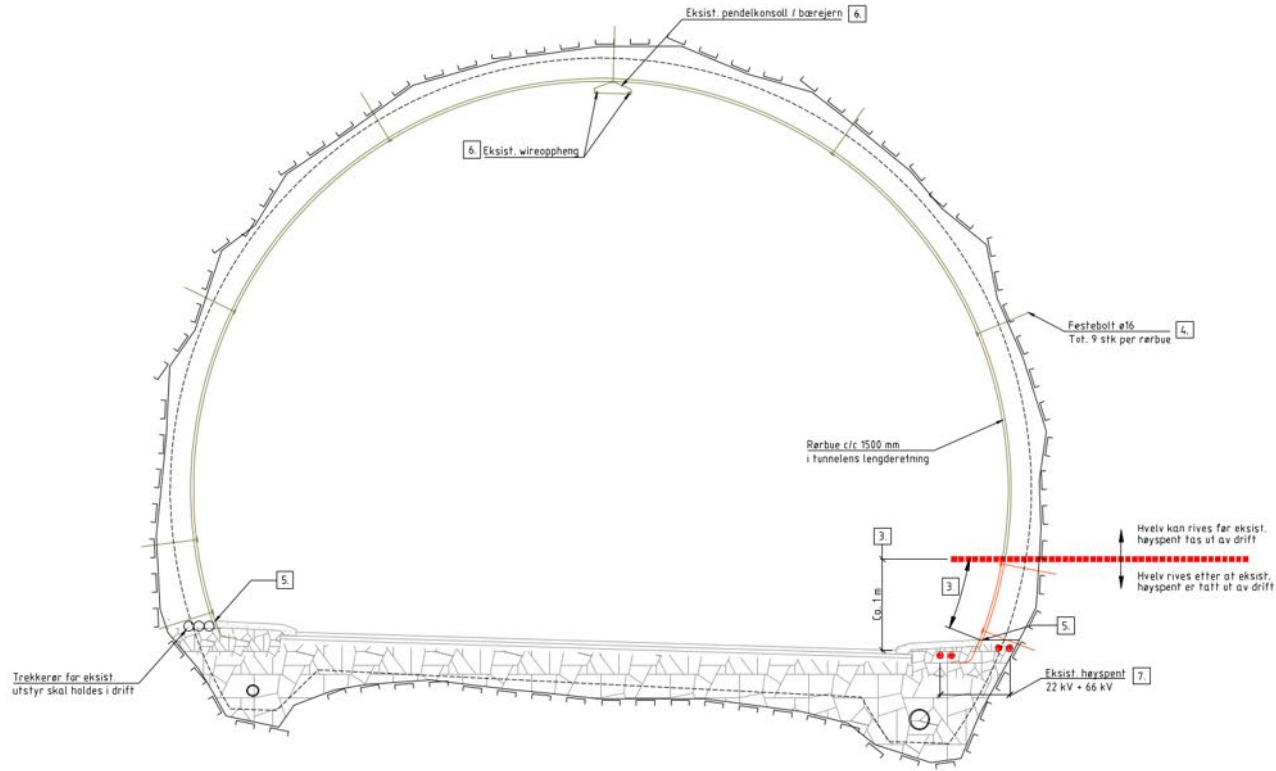 Eksist. pendelkonsoll / bærejern 6.
6. Eksist. wireoppheng
Festebolt ø16 4.
Tot. 9 stk per rørbue
Rørbue c/c 1500 mm
i tunnelens lengderetning
3.
Hvelv kan rives før eksist.
høyspent tas ut av drift
Hvelv rives etter at eksist.
høyspent er tatt ut av drift
5.
3
Ca. 1 m
5.
Trekkerør for eksist.
utstyr skal holdes i drift
Eksist. høyspent 7.
22 kV + 66 kV